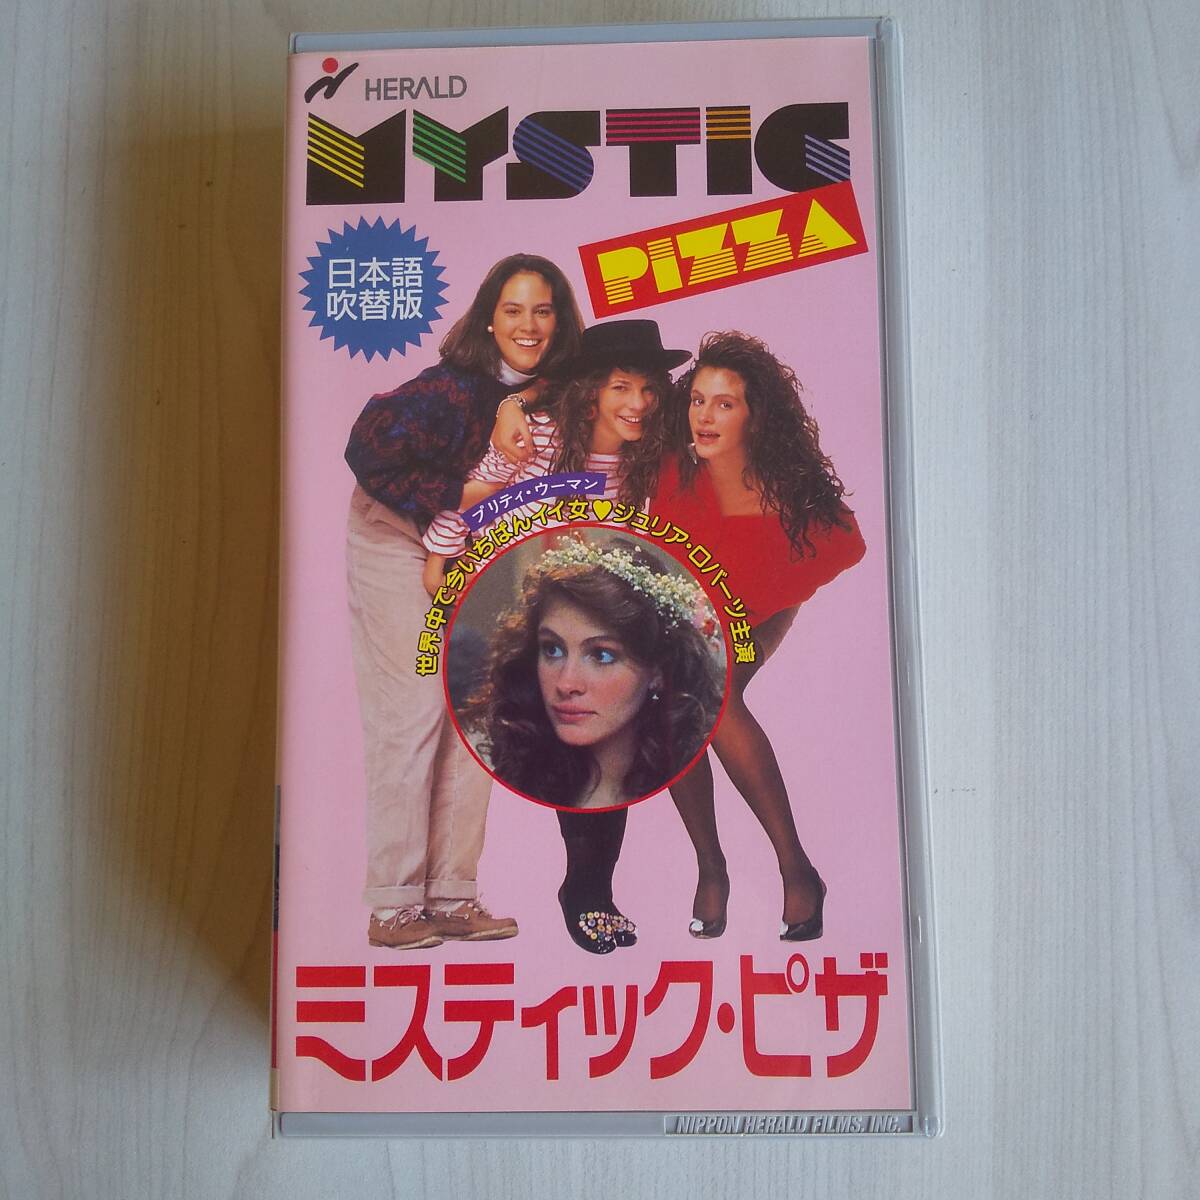 HERALD
MYSTIC
PIZZA
日本語
吹替版
プリティ・ウーマン
世界中で今いちばんイイ女♥ジュリア・ロバーツ主演
ミスティック・ピザ
NIPPON HERALD FILMS. INC.